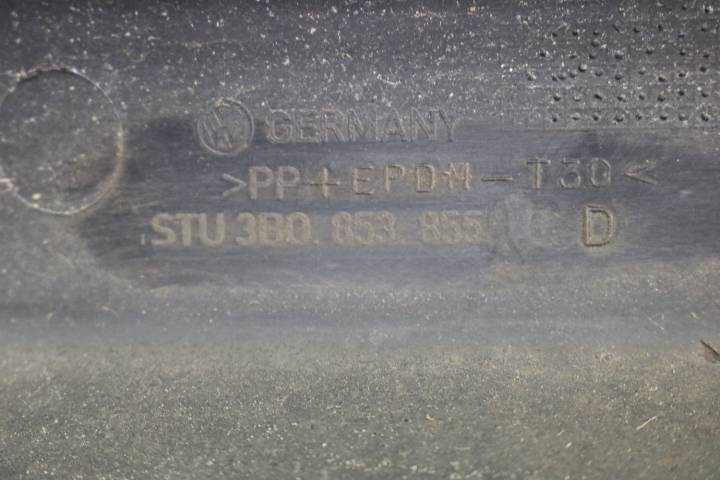 GERMANY
>PP+EPDM-T30<
STU 3B0. 853. 855 D